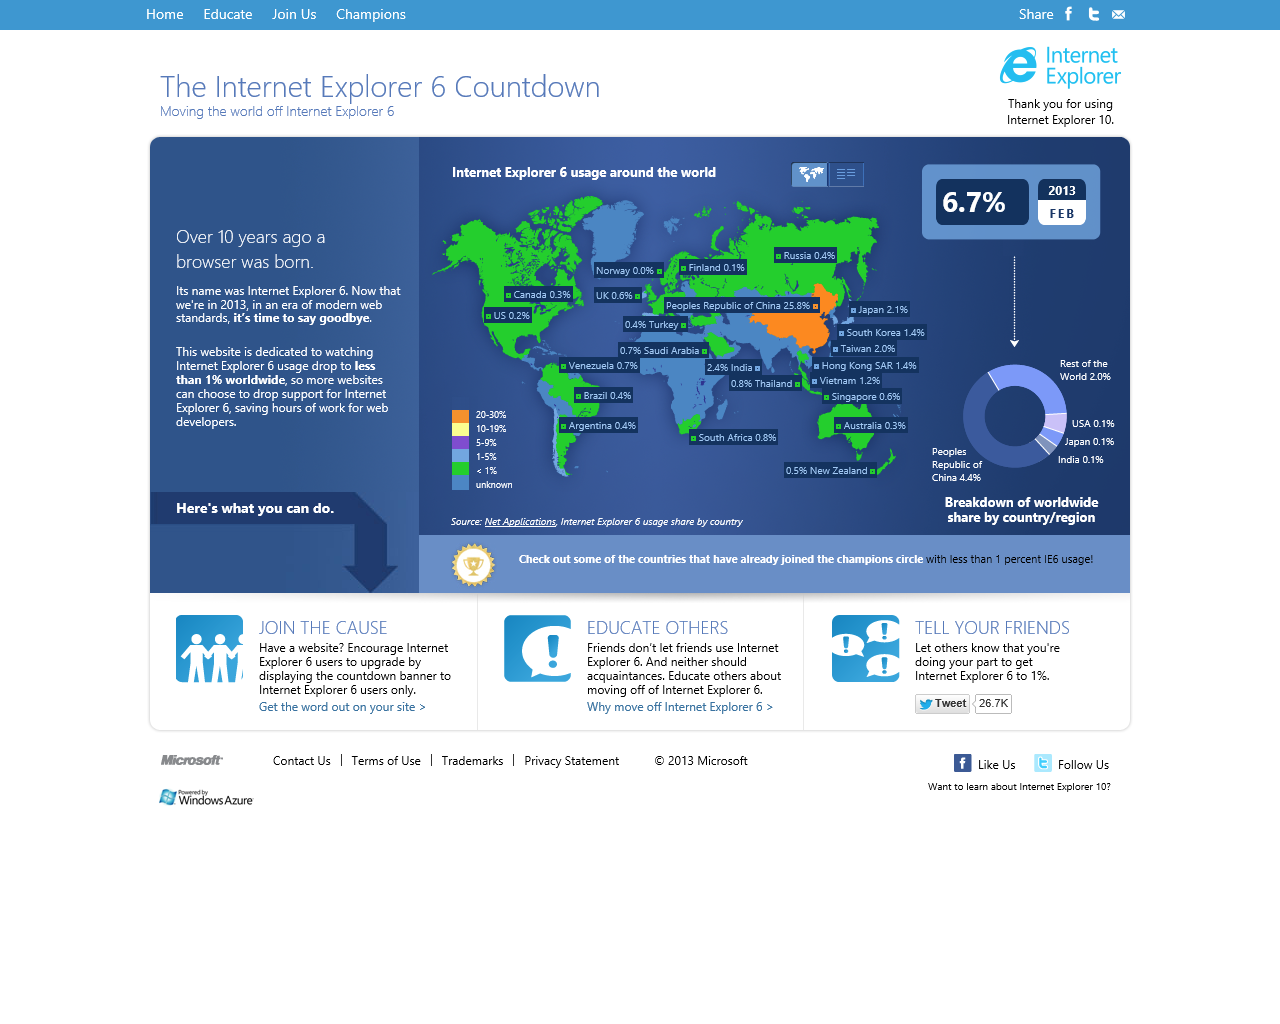 Home Educate Join Us Champions
Share
Internet
Explorer
Thank you for using
Internet Explorer 10.
The Internet Explorer 6 Countdown
Moving the world off Internet Explorer 6
Over 10 years ago a
browser was born.
Its name was Internet Explorer 6. Now that
we're in 2013, in an era of modern web
standards, it's time to say goodbye.
This website is dedicated to watching
Internet Explorer 6 usage drop to less
than 1% worldwide, so more websites
can choose to drop support for Internet
Explorer 6, saving hours of work for web
developers.
Here's what you can do.
Internet Explorer 6 usage around the world
Russia 0.4%
Norway 0.0%
Finland 0.1%
Canada 0.3%
UK 0.6%
Peoples Republic of China 25.8%
Japan 2.1%
US 0.2%
0.4% Turkey
South Korea 1.4%
0.7% Saudi Arabia
Taiwan 2.0%
Venezuela 0.7%
2.4% India
Hong Kong SAR 1.4%
0.8% Thailand
Vietnam 1.2%
Brazil 0.4%
Singapore 0.6%
Argentina 0.4%
Australia 0.3%
South Africa 0.8%
0.5% New Zealand
20-30%
10-19%
5-9%
1-5%
< 1%
unknown
Source: Net Applications, Internet Explorer 6 usage share by country
6.7%
2013
FEB
Rest of the
World 2.0%
USA 0.1%
Japan 0.1%
India 0.1%
Peoples
Republic of
China 4.4%
Breakdown of worldwide
share by country/region
Check out some of the countries that have already joined the champions circle with less than 1 percent IE6 usage!
JOIN THE CAUSE
Have a website? Encourage Internet
Explorer 6 users to upgrade by
displaying the countdown banner to
Internet Explorer 6 users only.
Get the word out on your site >
EDUCATE OTHERS
Friends don't let friends use Internet
Explorer 6. And neither should
acquaintances. Educate others about
moving off of Internet Explorer 6.
Why move off Internet Explorer 6 >
TELL YOUR FRIENDS
Let others know that you're
doing your part to get
Internet Explorer 6 to 1%.
Tweet 26.7K
Microsoft
Contact Us | Terms of Use | Trademarks | Privacy Statement © 2013 Microsoft
Like Us Follow Us
Want to learn about Internet Explorer 10?
Powered by
Windows Azure